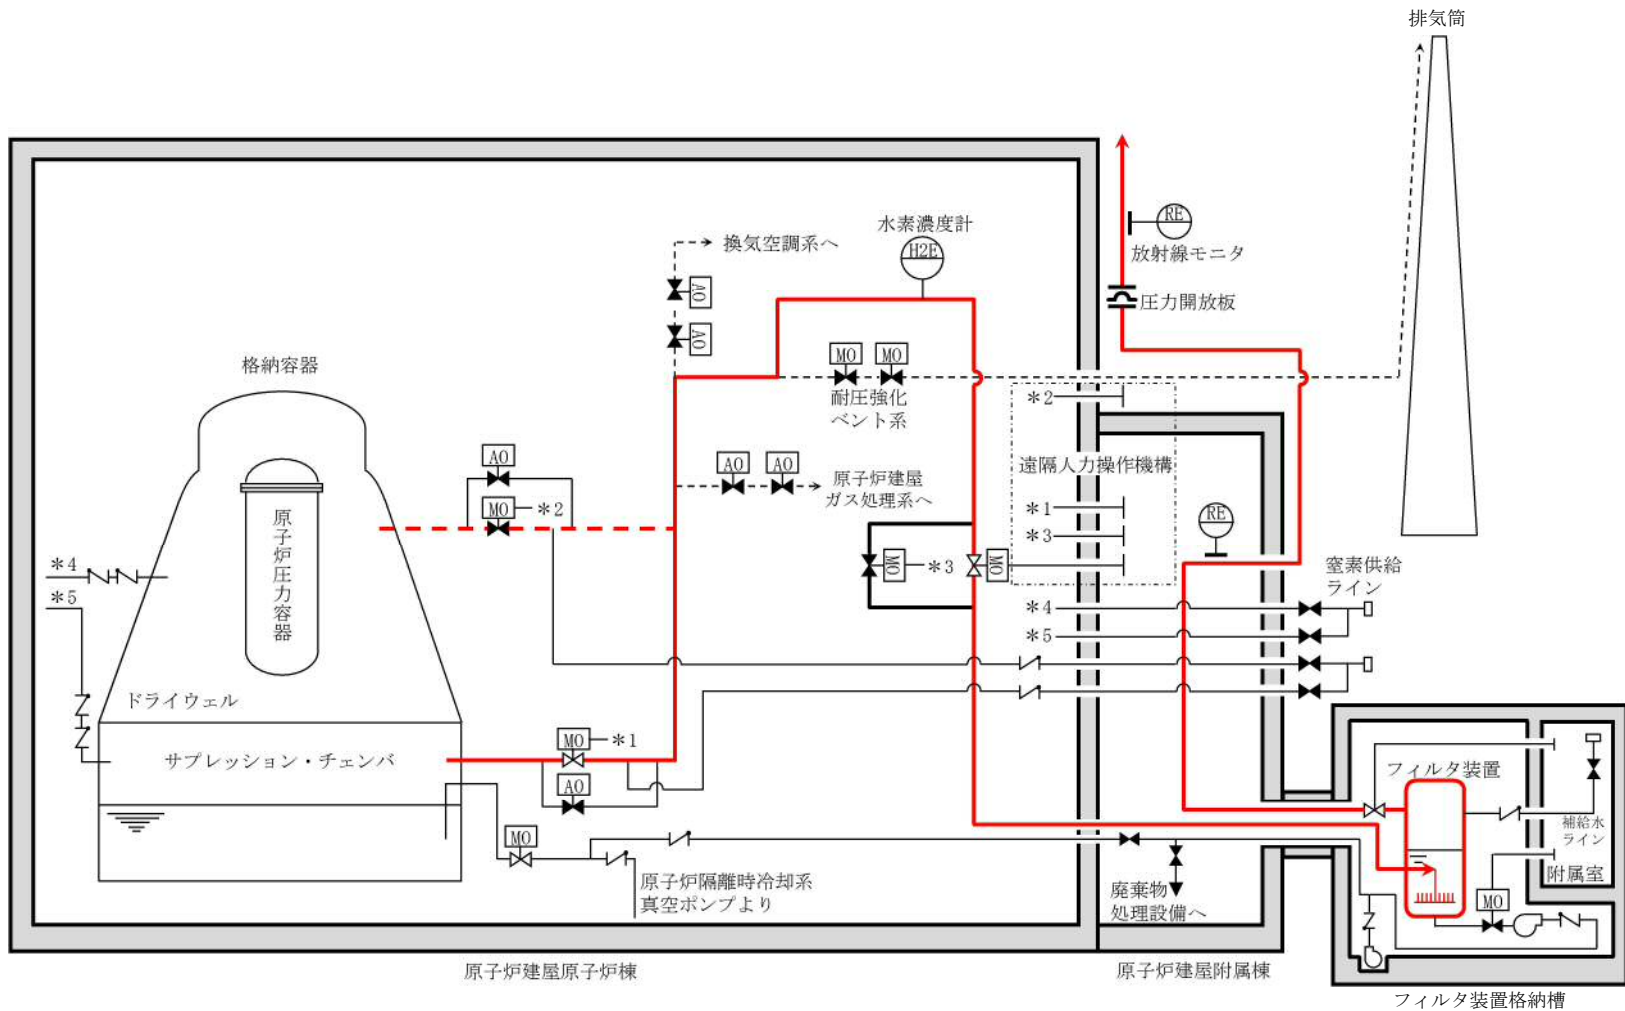 排気筒
RE
放射線モニタ
圧力開放板
水素濃度計
H2E
換気空調系へ
AO
AO
格納容器
MO
MO
耐圧強化
ベント系
＊2
遠隔人力操作機構
＊1
＊3
AO
MO
＊2
AO
AO
原子炉建屋
ガス処理系へ
RE
原子炉圧力容器
MO
＊3
MO
窒素供給
ライン
＊4
＊5
＊4
＊5
ドライウェル
サプレッション・チェンバ
MO
＊1
AO
MO
原子炉隔離時冷却系
真空ポンプより
フィルタ装置
補給水
ライン
附属室
MO
廃棄物
処理設備へ
原子炉建屋原子炉棟
原子炉建屋附属棟
フィルタ装置格納槽